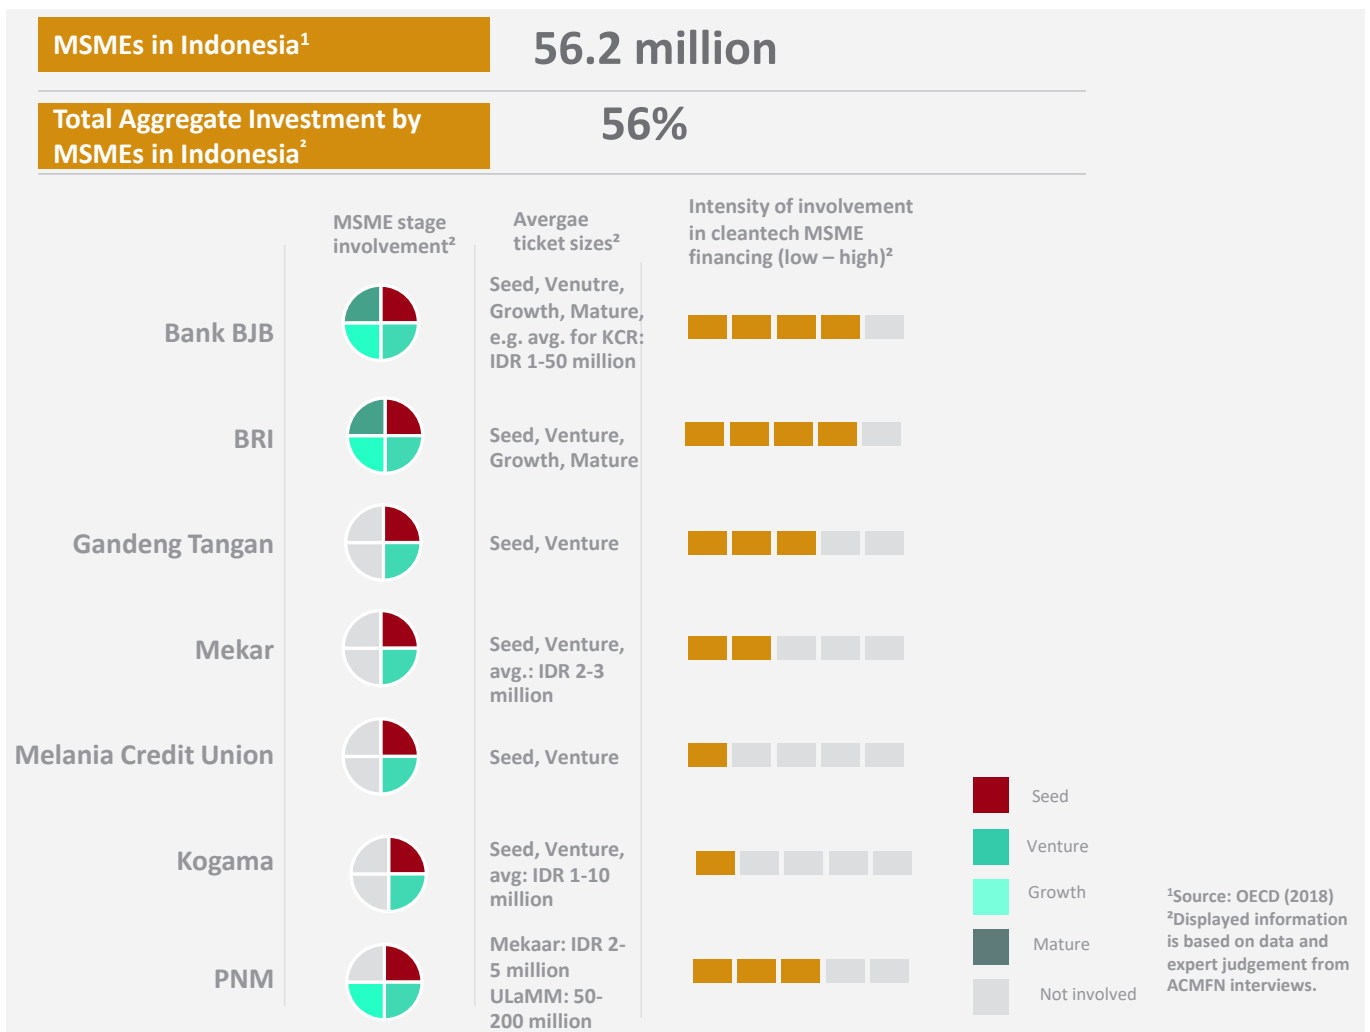 MSMEs in Indonesia¹
56.2 million
Total Aggregate Investment by
MSMEs in Indonesia²
56%
MSME stage
involvement²
Avergae
ticket sizes²
Intensity of involvement
in cleantech MSME
financing (low – high)²
Bank BJB
Seed, Venutre,
Growth, Mature,
e.g. avg. for KCR:
IDR 1-50 million
BRI
Seed, Venture,
Growth, Mature
Gandeng Tangan
Seed, Venture
Mekar
Seed, Venture,
avg.: IDR 2-3
million
Melania Credit Union
Seed, Venture
Kogama
Seed, Venture,
avg: IDR 1-10
million
PNM
Mekaar: IDR 2-
5 million
ULaMM: 50-
200 million
Seed
Venture
Growth
Mature
Not involved
¹Source: OECD (2018)
²Displayed information
is based on data and
expert judgement from
ACMFN interviews.